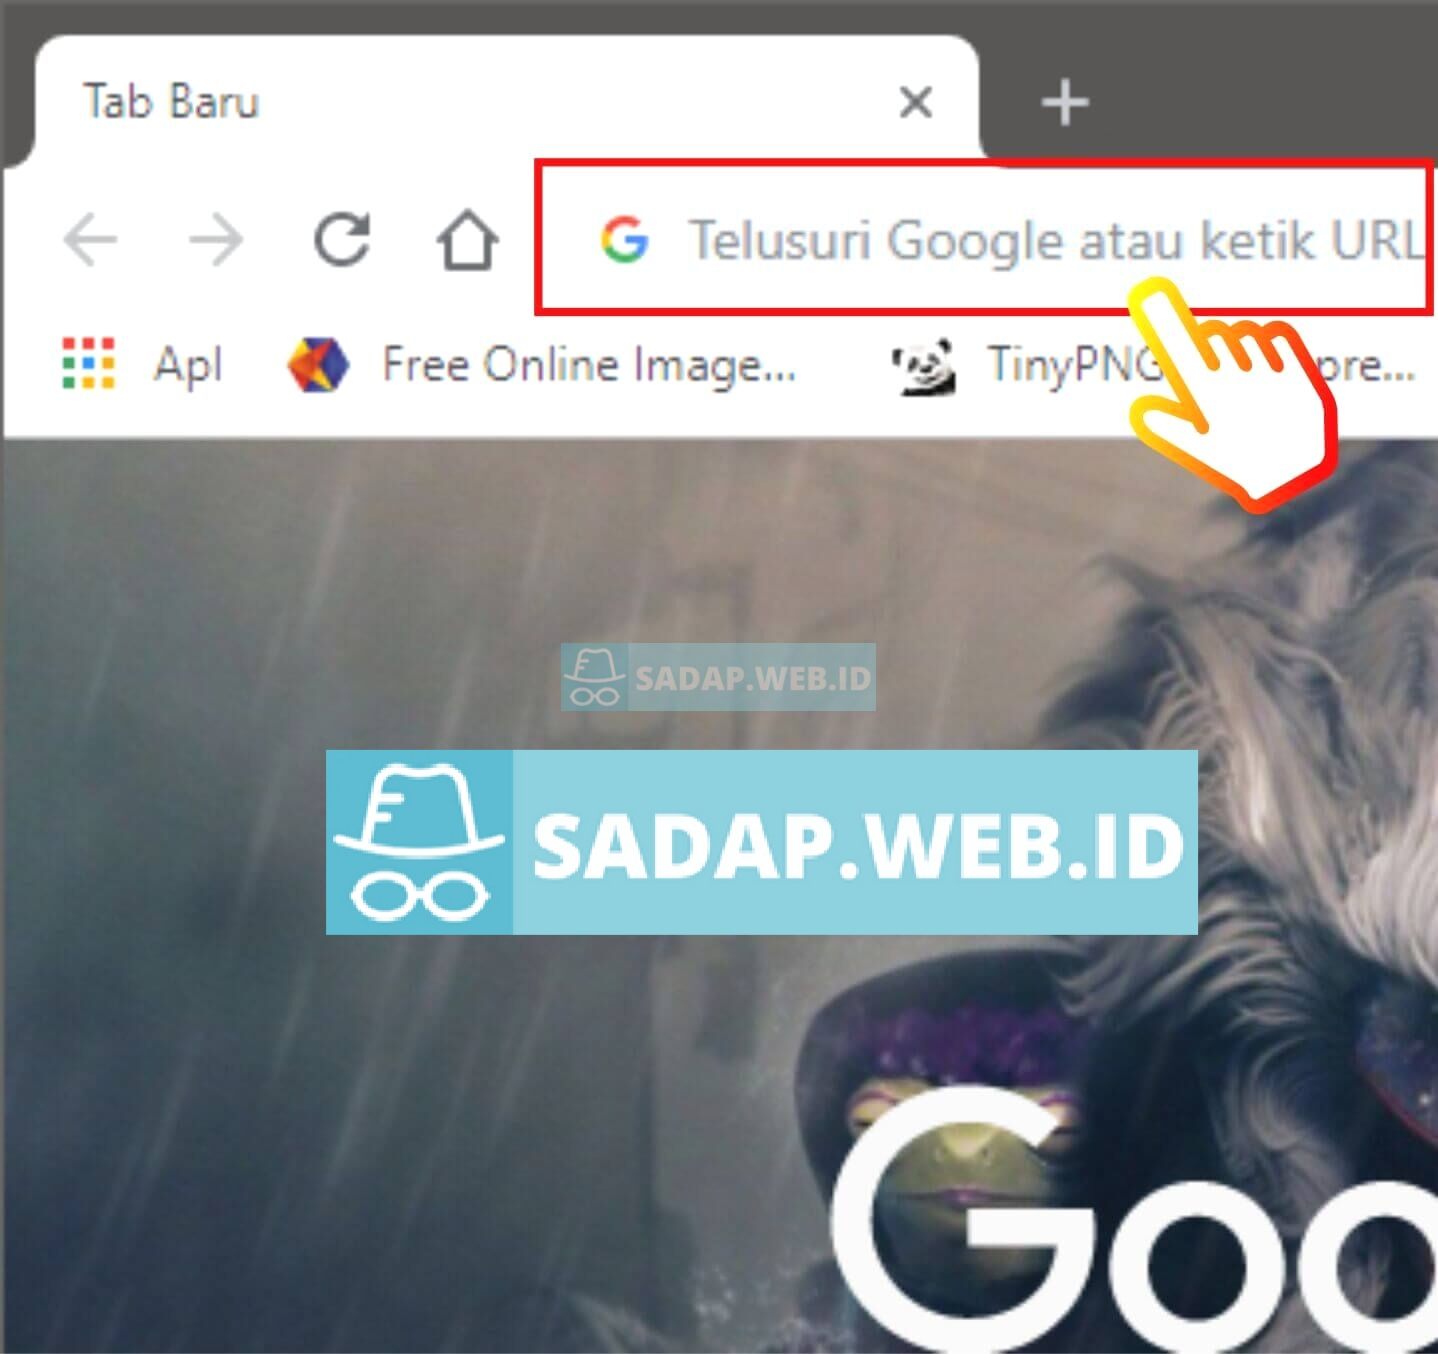 Tab Baru
Telusuri Google atau ketik URL
Apl Free Online Image... TinyPNG pre...
SADAP.WEB.ID
SADAP.WEB.ID
Goo